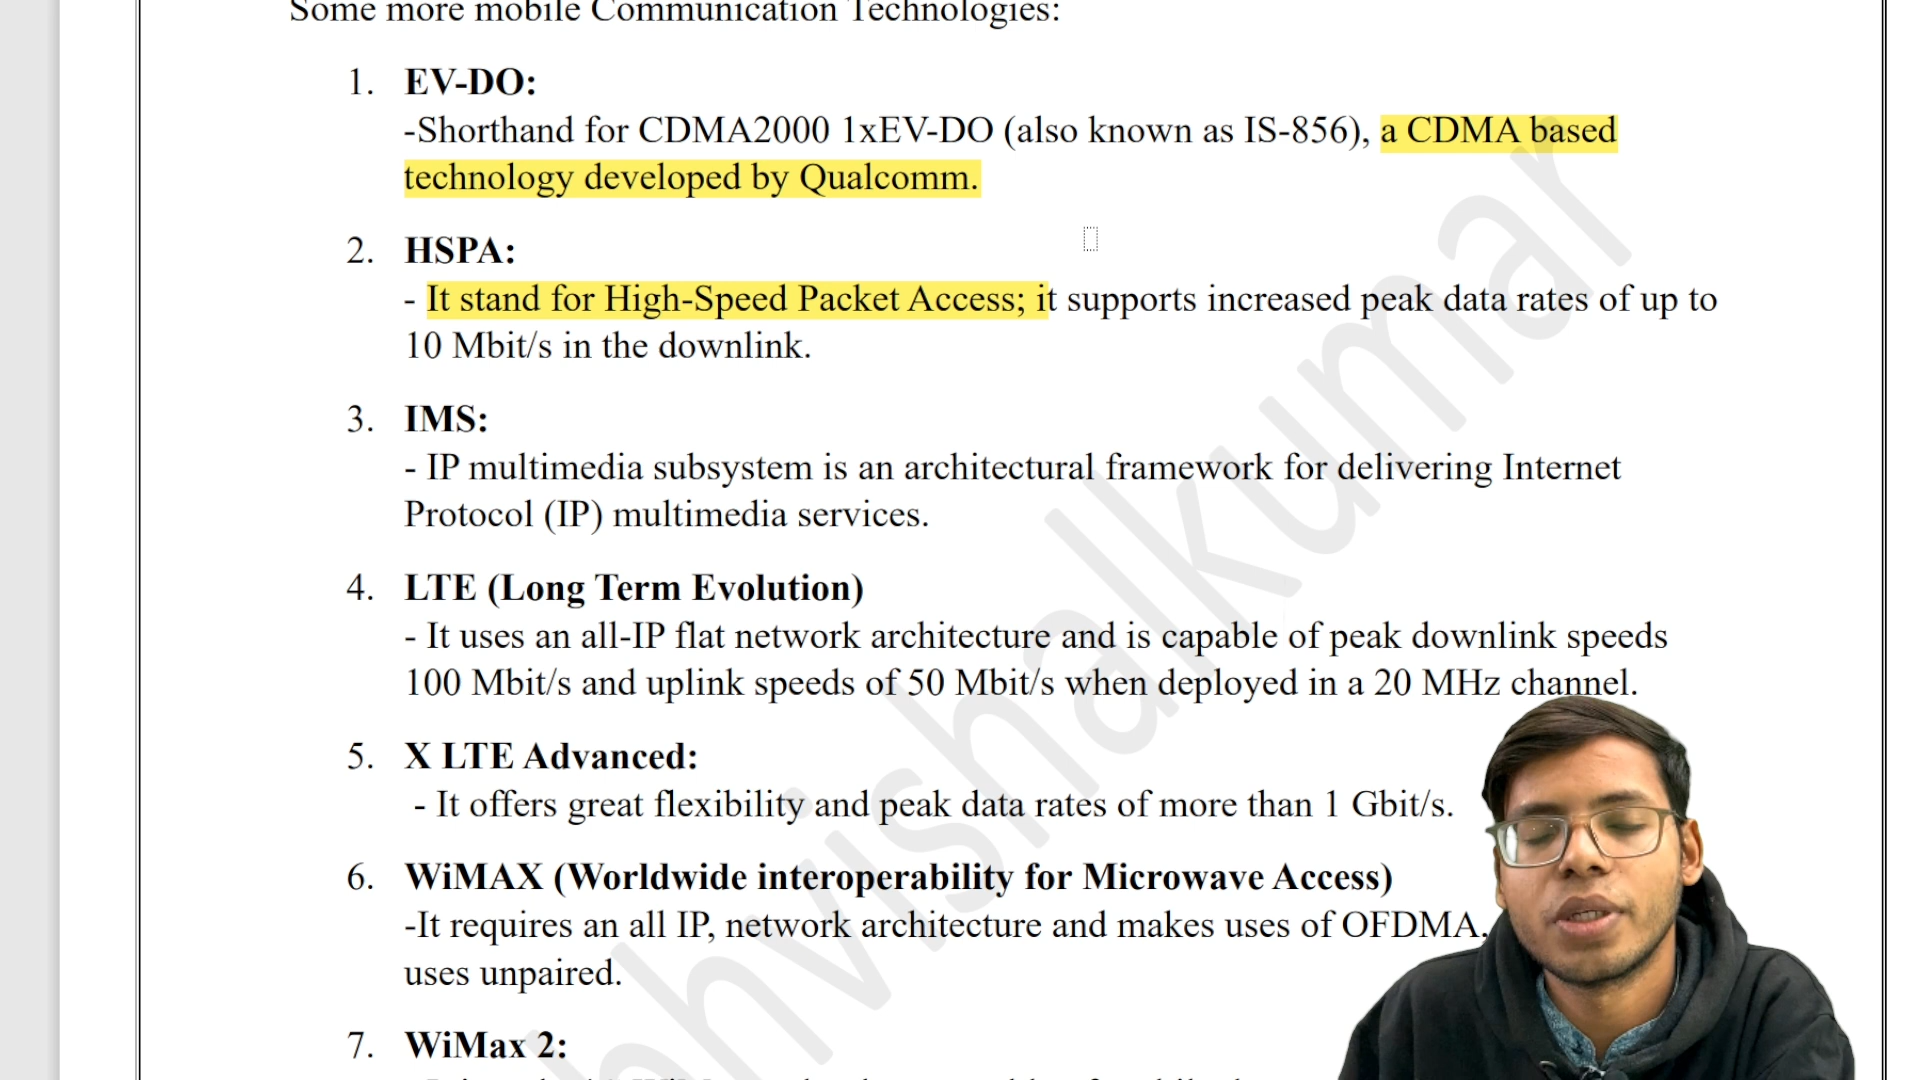 Some more mobile Communication Technologies:
1. EV-DO:
-Shorthand for CDMA2000 1xEV-DO (also known as IS-856), a CDMA based
technology developed by Qualcomm.
2. HSPA:
- It stand for High-Speed Packet Access; it supports increased peak data rates of up to
10 Mbit/s in the downlink.
3. IMS:
- IP multimedia subsystem is an architectural framework for delivering Internet
Protocol (IP) multimedia services.
4. LTE (Long Term Evolution)
- It uses an all-IP flat network architecture and is capable of peak downlink speeds
100 Mbit/s and uplink speeds of 50 Mbit/s when deployed in a 20 MHz channel.
5. X LTE Advanced:
- It offers great flexibility and peak data rates of more than 1 Gbit/s.
6. WiMAX (Worldwide interoperability for Microwave Access)
-It requires an all IP, network architecture and makes uses of OFDMA,
uses unpaired.
7. WiMax 2:
hvishalkumar